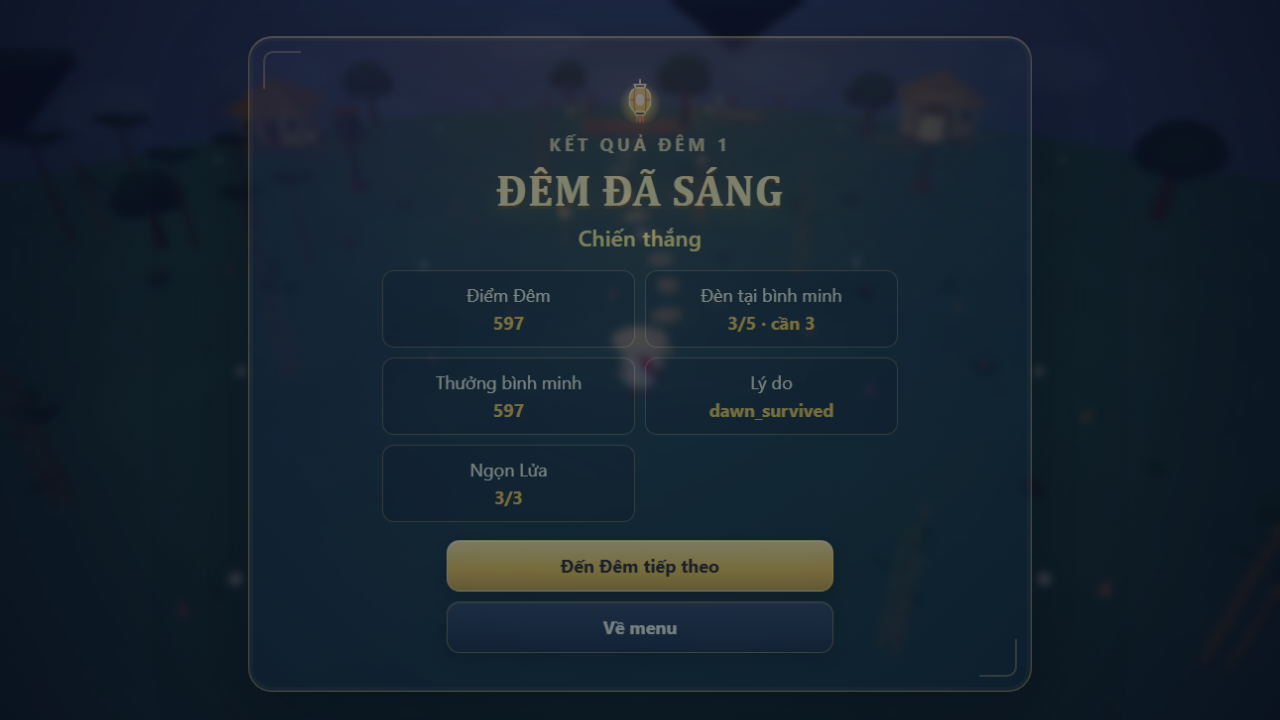 KẾT QUẢ ĐÊM 1
ĐÊM ĐÃ SÁNG
Chiến thắng
Điểm Đêm
597
Đèn tại bình minh
3/5 · cần 3
Thưởng bình minh
597
Lý do
dawn_survived
Ngọn Lửa
3/3
Đến Đêm tiếp theo
Về menu